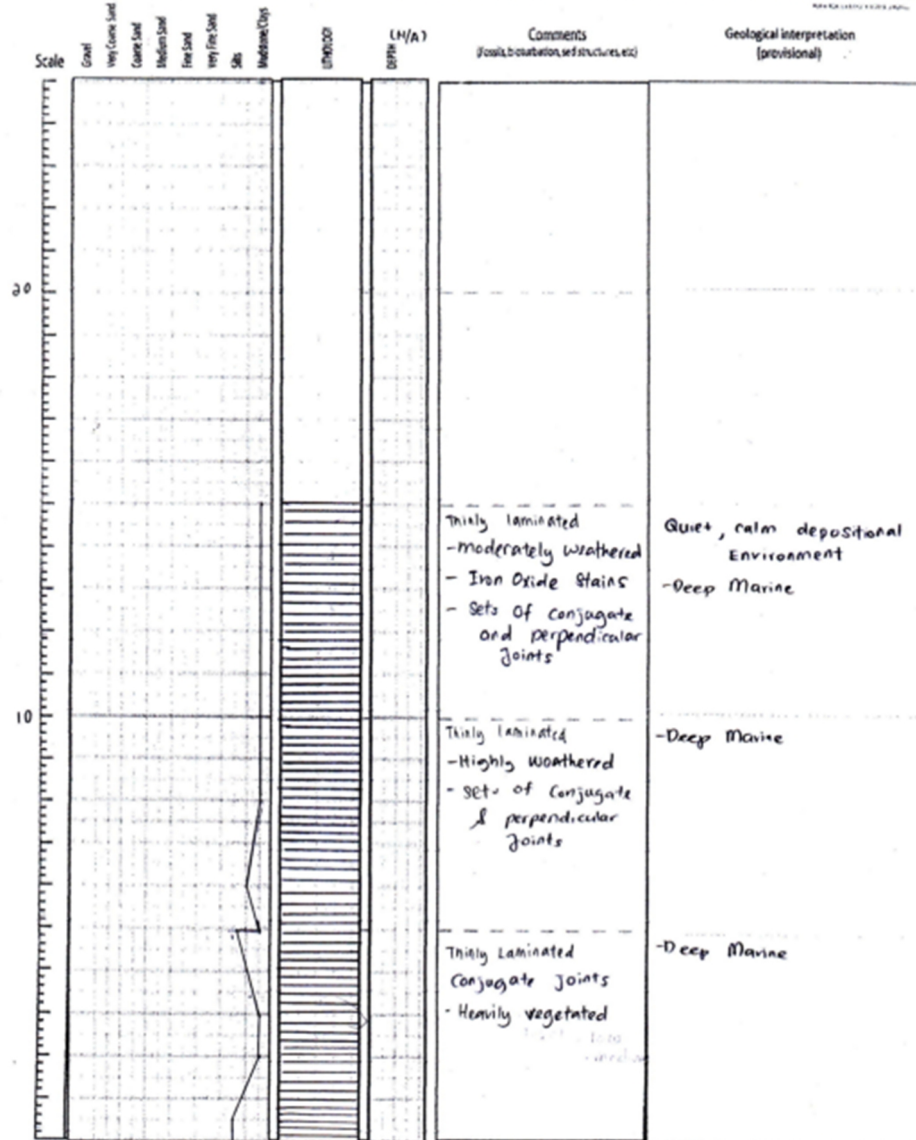 Scale
Gravel
Very Coarse Sand
Coarse Sand
Medium Sand
Fine Sand
Very Fine Sand
Silts
Mudstone/Clays
LITHOLOGY
DEPTH
(N/A)
Comments
(Fossils, bioturbation, sed structures, etc)
Geological interpretation
(provisional)
20
Thinly laminated
-moderately weathered
- Iron Oxide Stains
- Sets of Conjugate
and perpendicular
Joints
Quiet, calm depositional
Environment
-Deep Marine
10
Thinly laminated
-Highly weathered
- sets of Conjugate
& perpendicular
Joints
-Deep Marine
Thinly Laminated
Conjugate Joints
- Heavily vegetated
-Deep Marine